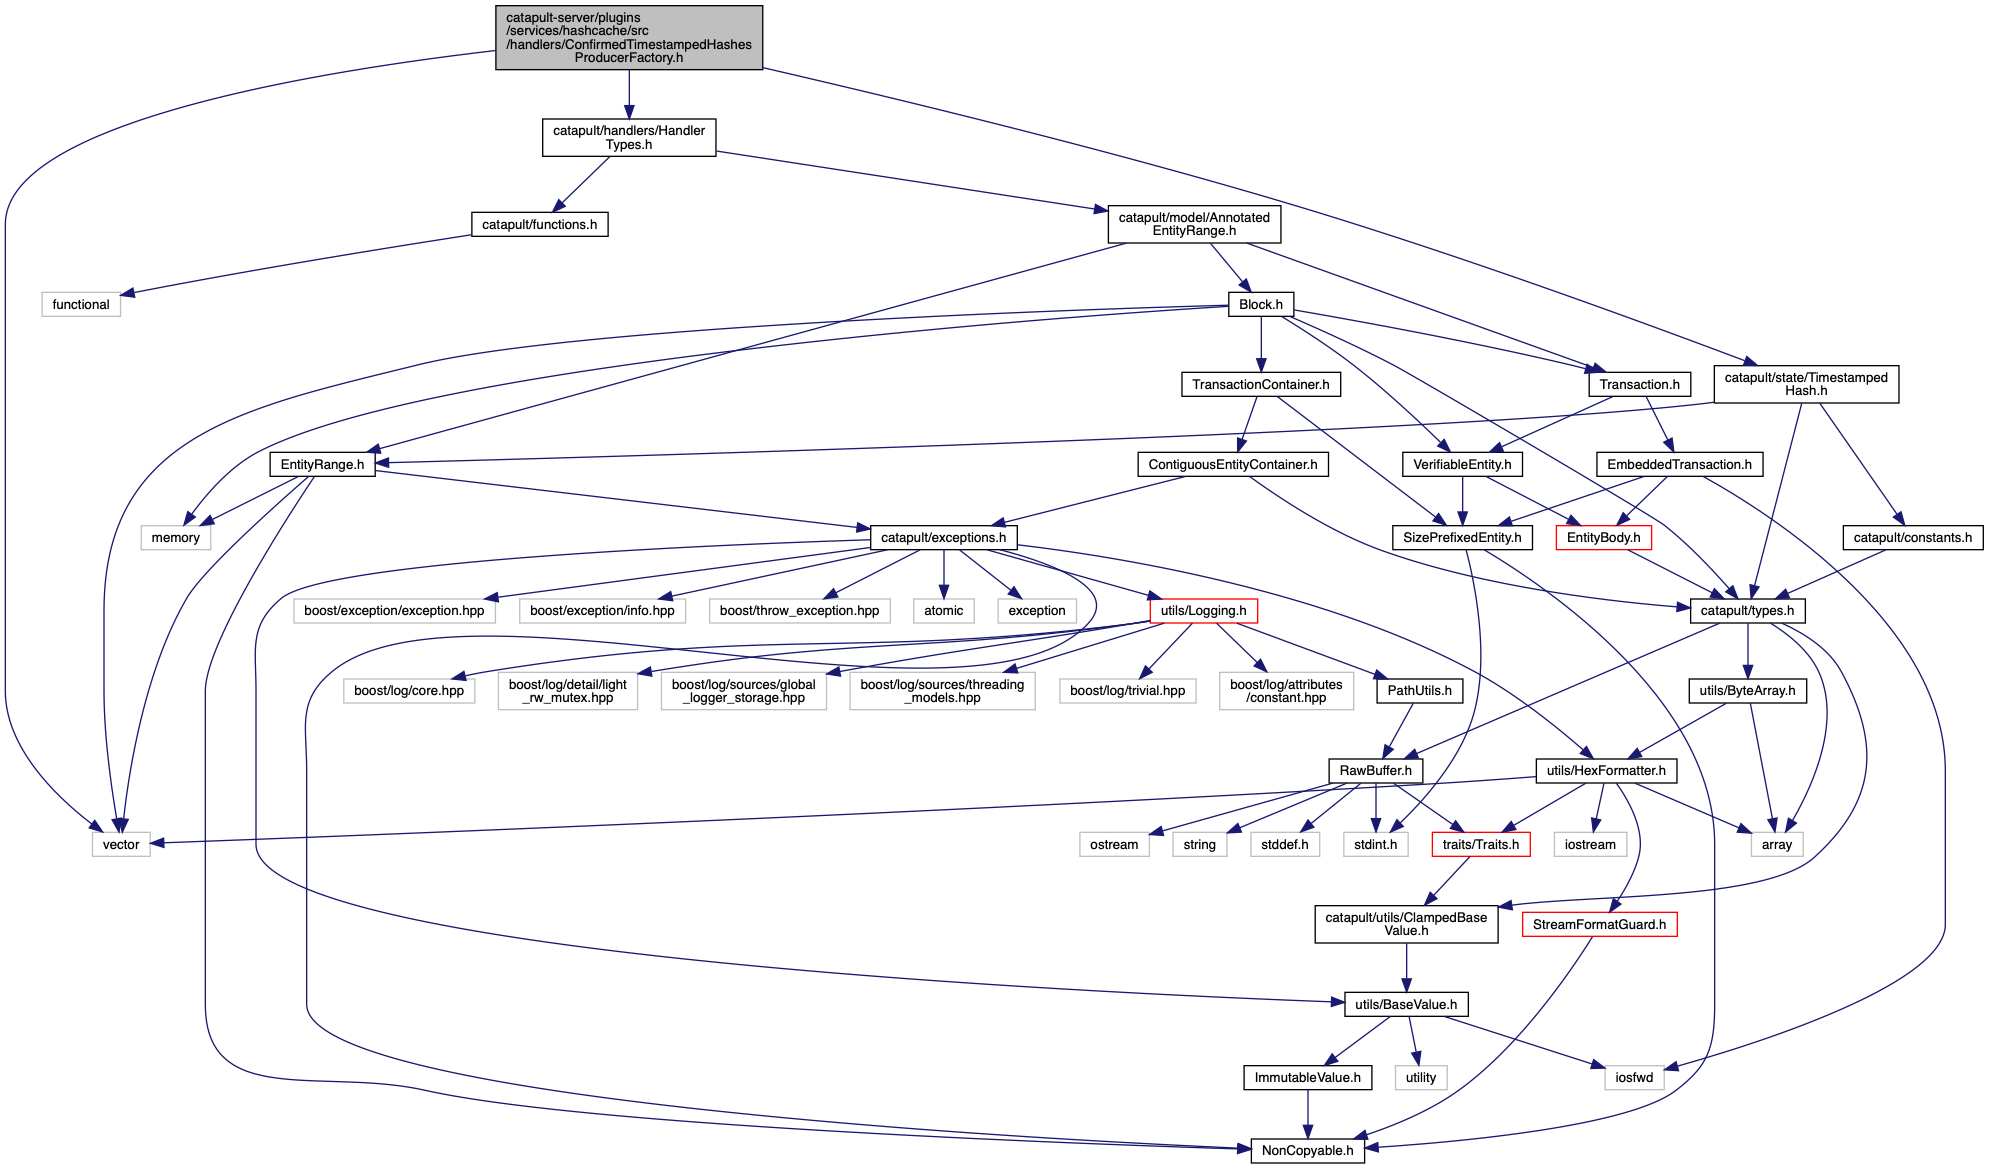 catapult-server/plugins
/services/hashcache/src
/handlers/ConfirmedTimestampedHashes
ProducerFactory.h
catapult/handlers/Handler
Types.h
catapult/functions.h
catapult/model/Annotated
EntityRange.h
functional
Block.h
TransactionContainer.h
Transaction.h
catapult/state/Timestamped
Hash.h
EntityRange.h
ContiguousEntityContainer.h
VerifiableEntity.h
EmbeddedTransaction.h
memory
catapult/exceptions.h
SizePrefixedEntity.h
EntityBody.h
catapult/constants.h
boost/exception/exception.hpp
boost/exception/info.hpp
boost/throw_exception.hpp
atomic
exception
utils/Logging.h
catapult/types.h
boost/log/core.hpp
boost/log/detail/light
_rw_mutex.hpp
boost/log/sources/global
_logger_storage.hpp
boost/log/sources/threading
_models.hpp
boost/log/trivial.hpp
boost/log/attributes
/constant.hpp
PathUtils.h
utils/ByteArray.h
RawBuffer.h
utils/HexFormatter.h
vector
ostream
string
stddef.h
stdint.h
traits/Traits.h
iostream
array
catapult/utils/ClampedBase
Value.h
StreamFormatGuard.h
utils/BaseValue.h
ImmutableValue.h
utility
iosfwd
NonCopyable.h